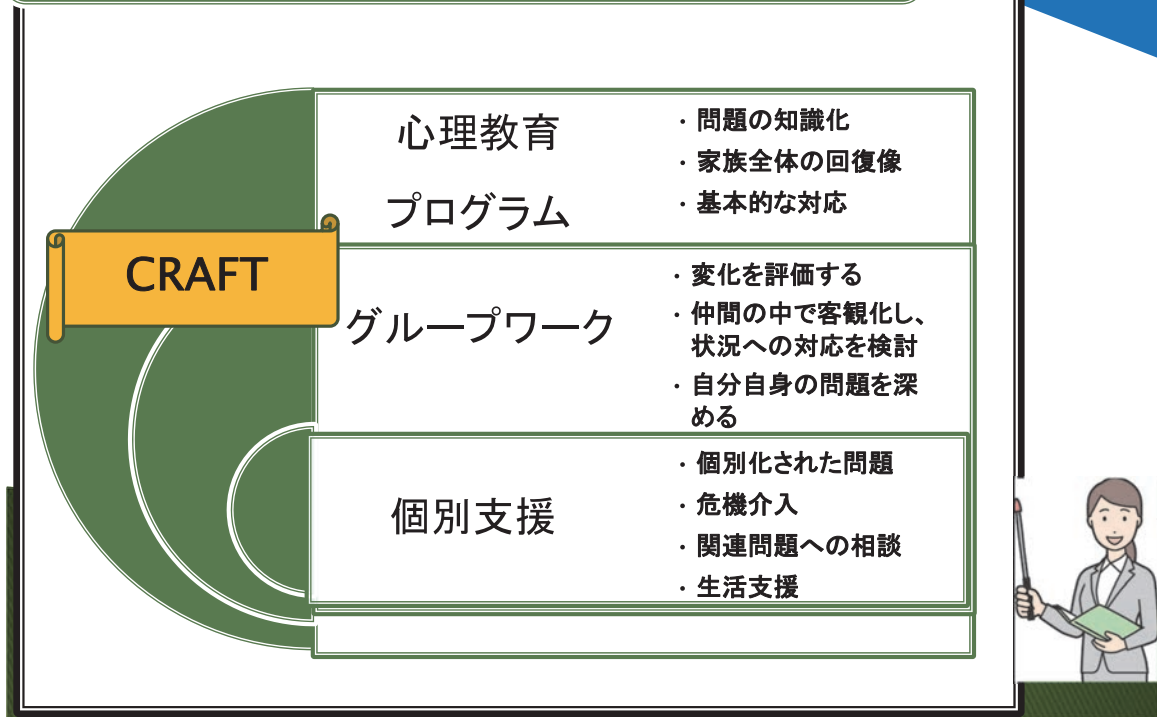 CRAFT
心理教育
プログラム
・問題の知識化
・家族全体の回復像
・基本的な対応
グループワーク
・変化を評価する
・仲間の中で客観化し、
状況への対応を検討
・自分自身の問題を深
める
個別支援
・個別化された問題
・危機介入
・関連問題への相談
・生活支援